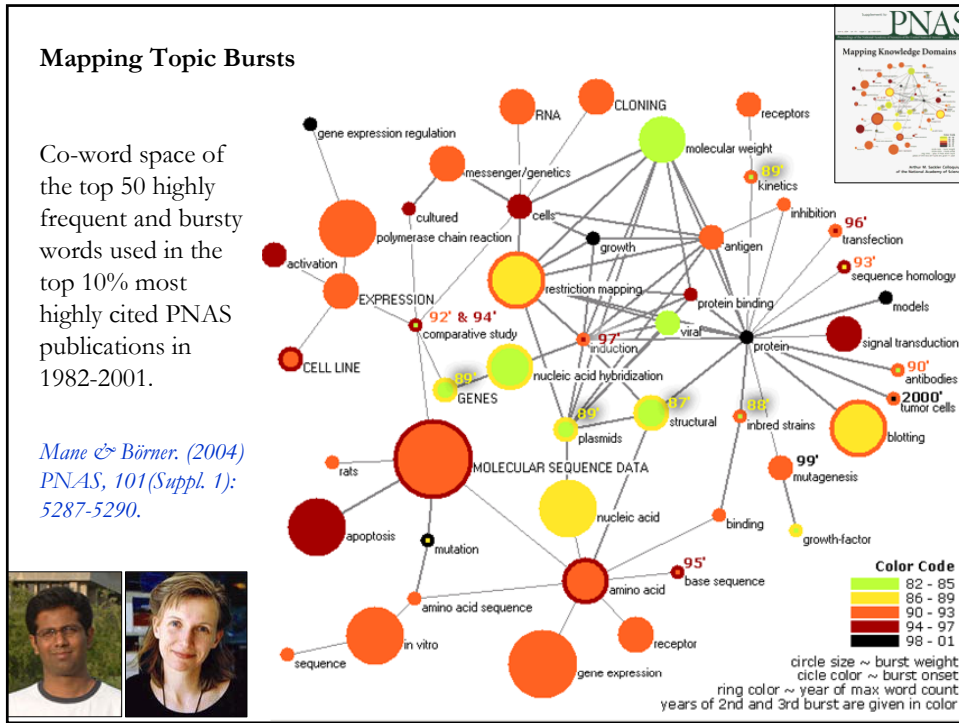 Mapping Topic Bursts
Co-word space of
the top 50 highly
frequent and bursty
words used in the
top 10% most
highly cited PNAS
publications in
1982-2001.
Mane & Börner. (2004)
PNAS, 101(Suppl. 1):
5287-5290.
PNAS
Mapping Knowledge Domains
RNA
CLONING
receptors
gene expression regulation
molecular weight
messenger/genetics
89'
kinetics
cultured
cells
inhibition
polymerase chain reaction
growth
antigen
96'
transfection
activation
93'
sequence homology
EXPRESSION
restriction mapping
protein binding
models
92' & 94'
comparative study
viral
97'
induction
protein
signal transduction
CELL LINE
nucleic acid hybridization
90'
antibodies
89'
GENES
87'
structural
88'
inbred strains
2000'
tumor cells
89'
plasmids
blotting
rats
MOLECULAR SEQUENCE DATA
99'
mutagenesis
nucleic acid
apoptosis
mutation
binding
growth-factor
95'
base sequence
amino acid
amino acid sequence
in vitro
receptor
sequence
gene expression
Color Code
82 - 85
86 - 89
90 - 93
94 - 97
98 - 01
circle size ~ burst weight
cicle color ~ burst onset
ring color ~ year of max word count
years of 2nd and 3rd burst are given in color